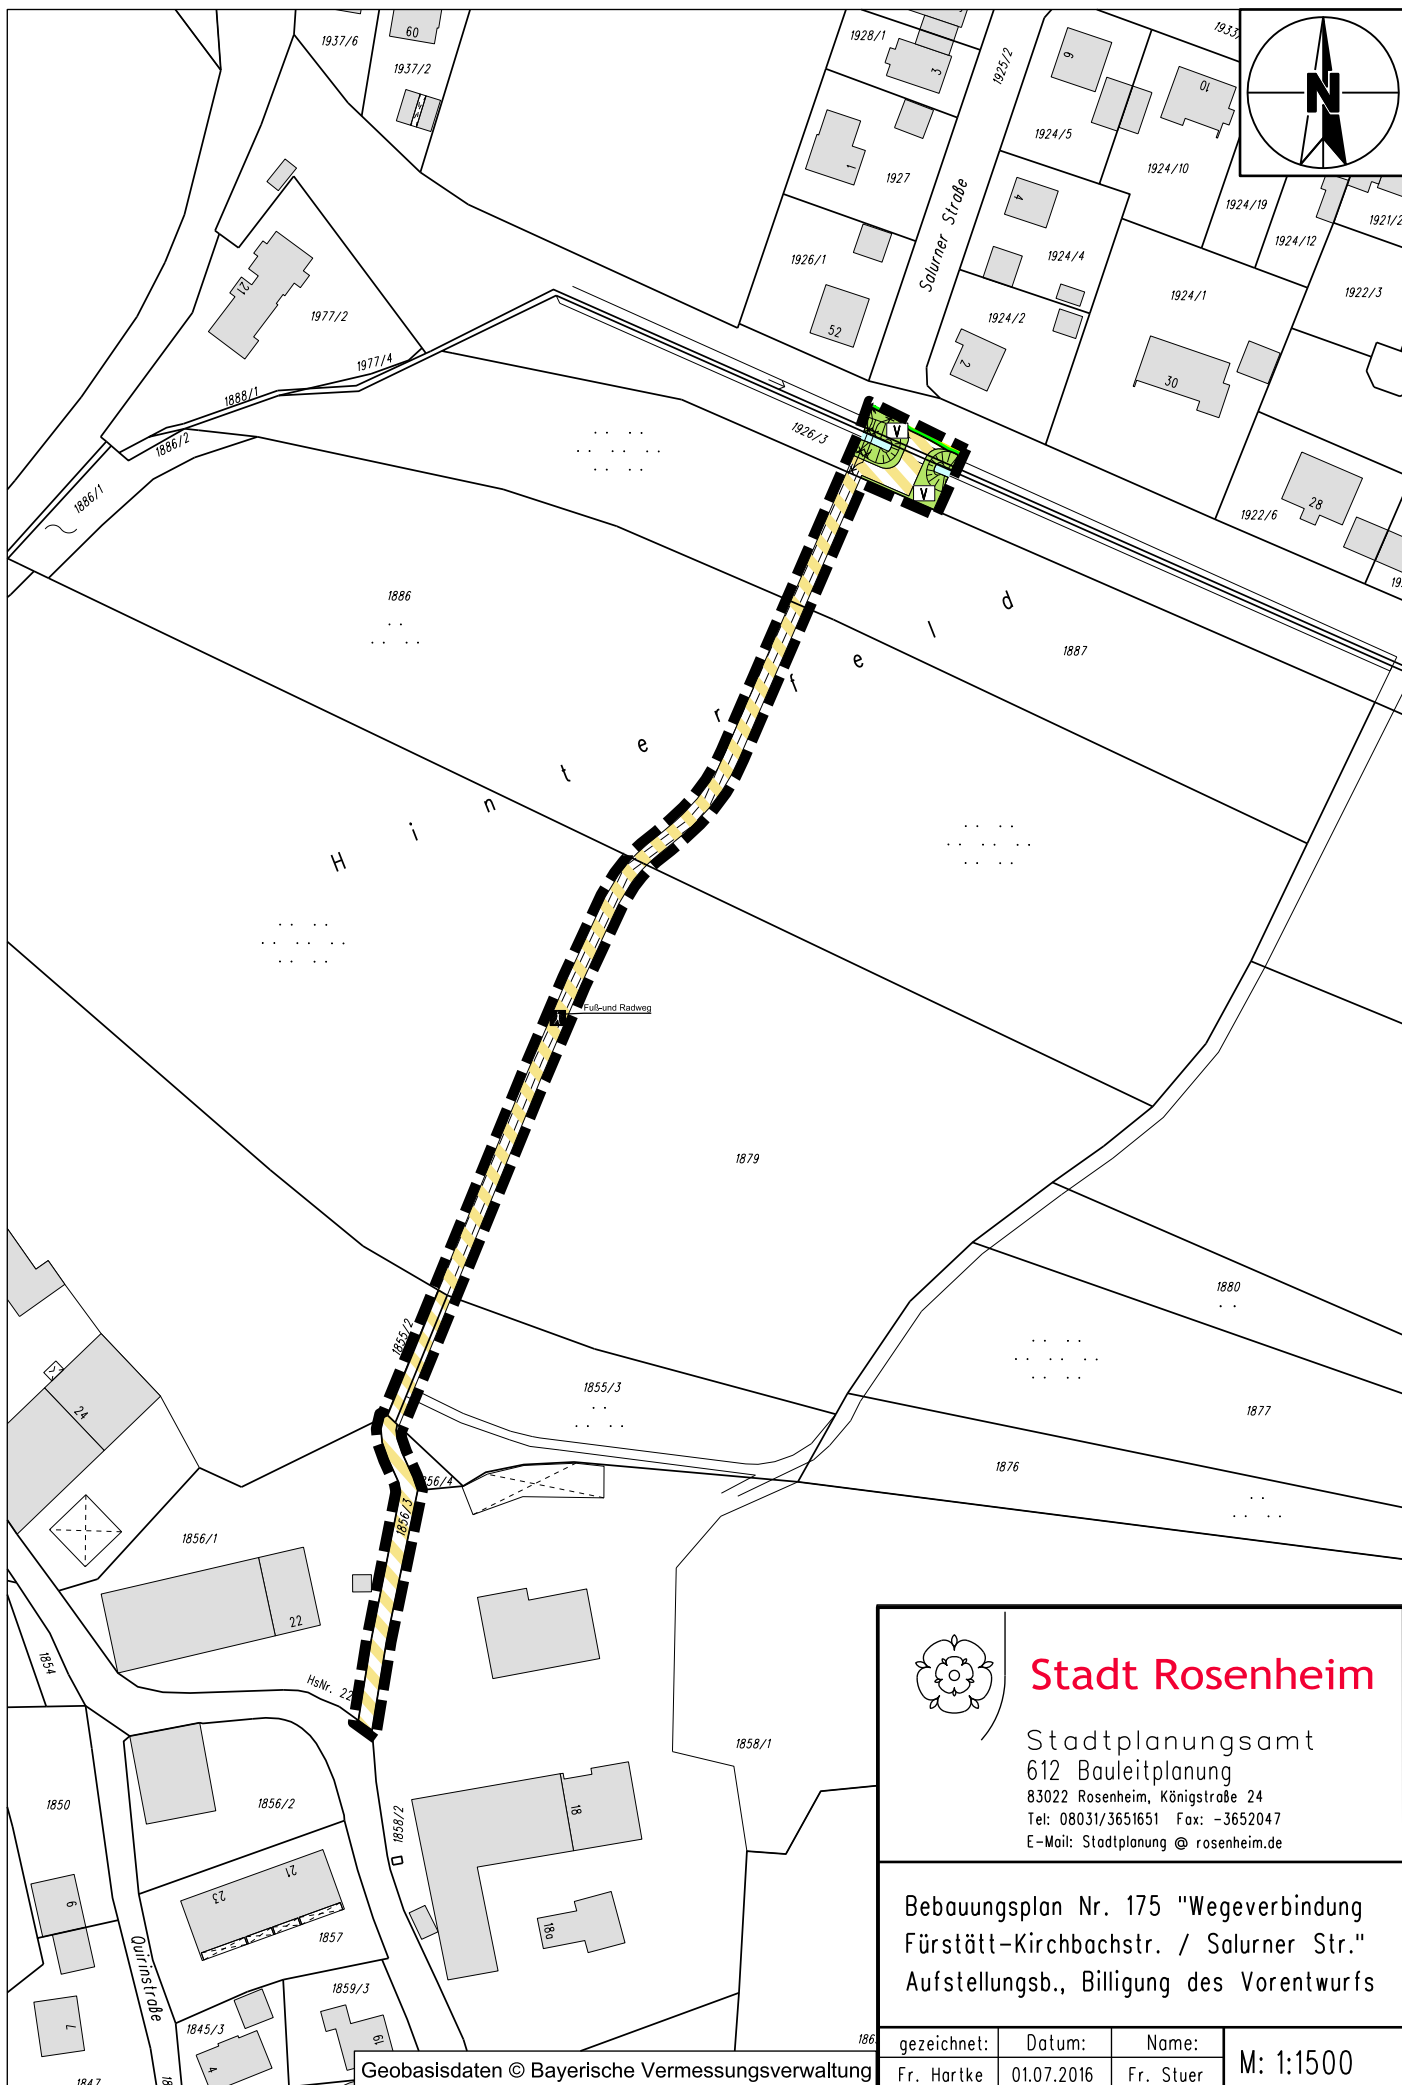 1937/6
60
1937/2
1928/1
3
1925/2
6
10
N
1924/5
1924/10
1
1927
4
1924/19
1921/2
1924/12
Salurner Straße
1926/1
1924/4
1924/1
1922/3
21
1977/2
52
1924/2
2
30
1977/4
1888/1
1886/2
1926/3
V
V
1886/1
28
1922/6
1886
1887
Hinterfeld
Fuß-und Radweg
1879
1880
1855/2
1855/3
1877
24
1876
1856/3
1856/1
22
1854
HsNr. 22
1858/1
1850
1856/2
1858/2
18
23
21
18a
9
1857
Quirinstraße
1859/3
7
1845/3
4
19
1847
Geobasisdaten © Bayerische Vermessungsverwaltung
Stadt Rosenheim
Stadtplanungsamt
612 Bauleitplanung
83022 Rosenheim, Königstraße 24
Tel: 08031/3651651 Fax: -3652047
E-Mail: Stadtplanung @ rosenheim.de
Bebauungsplan Nr. 175 "Wegeverbindung
Fürstätt-Kirchbachstr. / Salurner Str."
Aufstellungsb., Billigung des Vorentwurfs
gezeichnet: Datum: Name:
Fr. Hartke 01.07.2016 Fr. Stuer
M: 1:1500